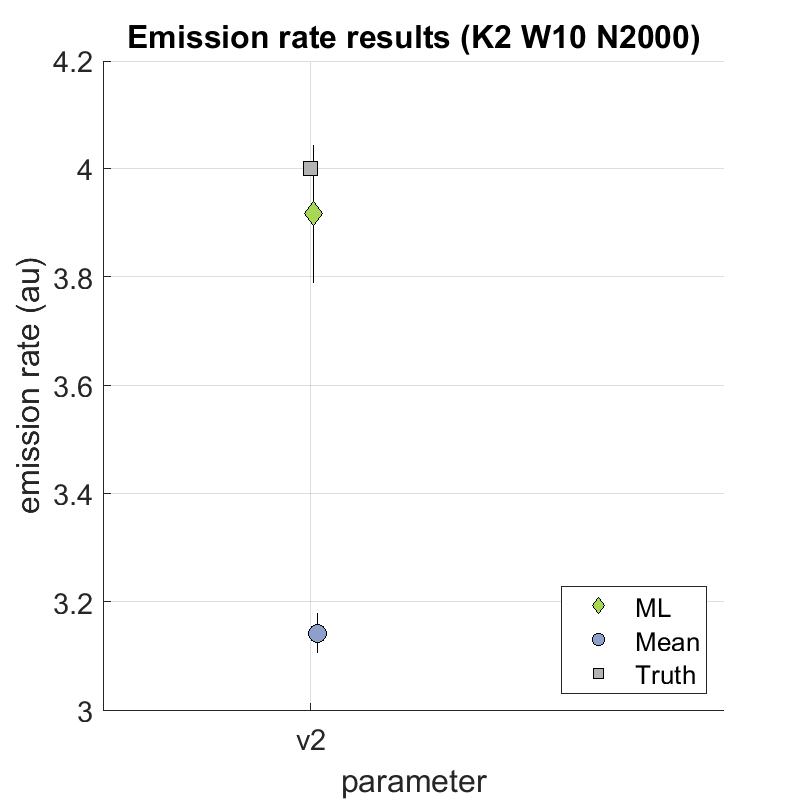 Emission rate results (K2 W10 N2000)
4.2
4
3.8
3.6
3.4
3.2
3
emission rate (au)
v2
parameter
ML
Mean
Truth